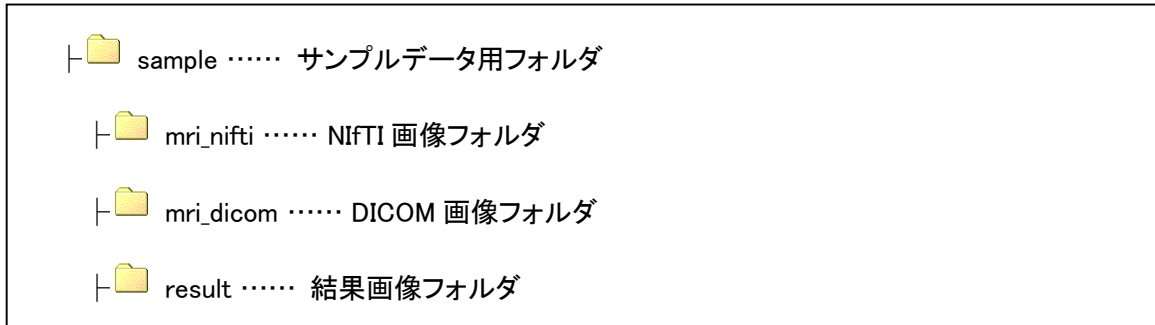 ├ sample …… サンプルデータ用フォルダ
├ mri_nifti …… NIfTI 画像フォルダ
├ mri_dicom …… DICOM 画像フォルダ
├ result …… 結果画像フォルダ